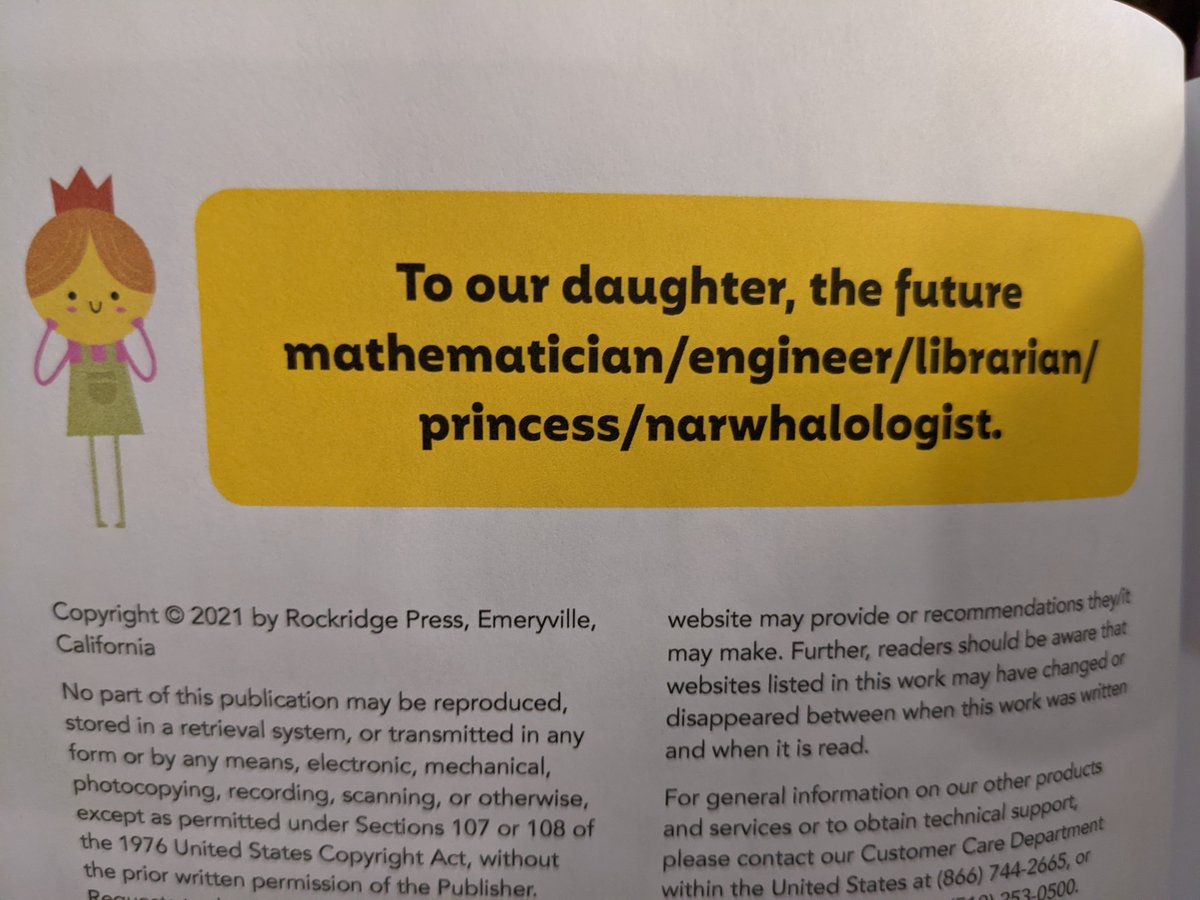 To our daughter, the future
mathematician/engineer/librarian/
princess/narwhalologist.
Copyright © 2021 by Rockridge Press, Emeryville,
California
No part of this publication may be reproduced,
stored in a retrieval system, or transmitted in any
form or by any means, electronic, mechanical,
photocopying, recording, scanning, or otherwise,
except as permitted under Sections 107 or 108 of
the 1976 United States Copyright Act, without
the prior written permission of the Publisher.
website may provide or recommendations they/it
may make. Further, readers should be aware that
websites listed in this work may have changed or
disappeared between when this work was written
and when it is read.
For general information on our other products
and services or to obtain technical support,
please contact our Customer Care Department
within the United States at (866) 744-2665, or
253-0500.